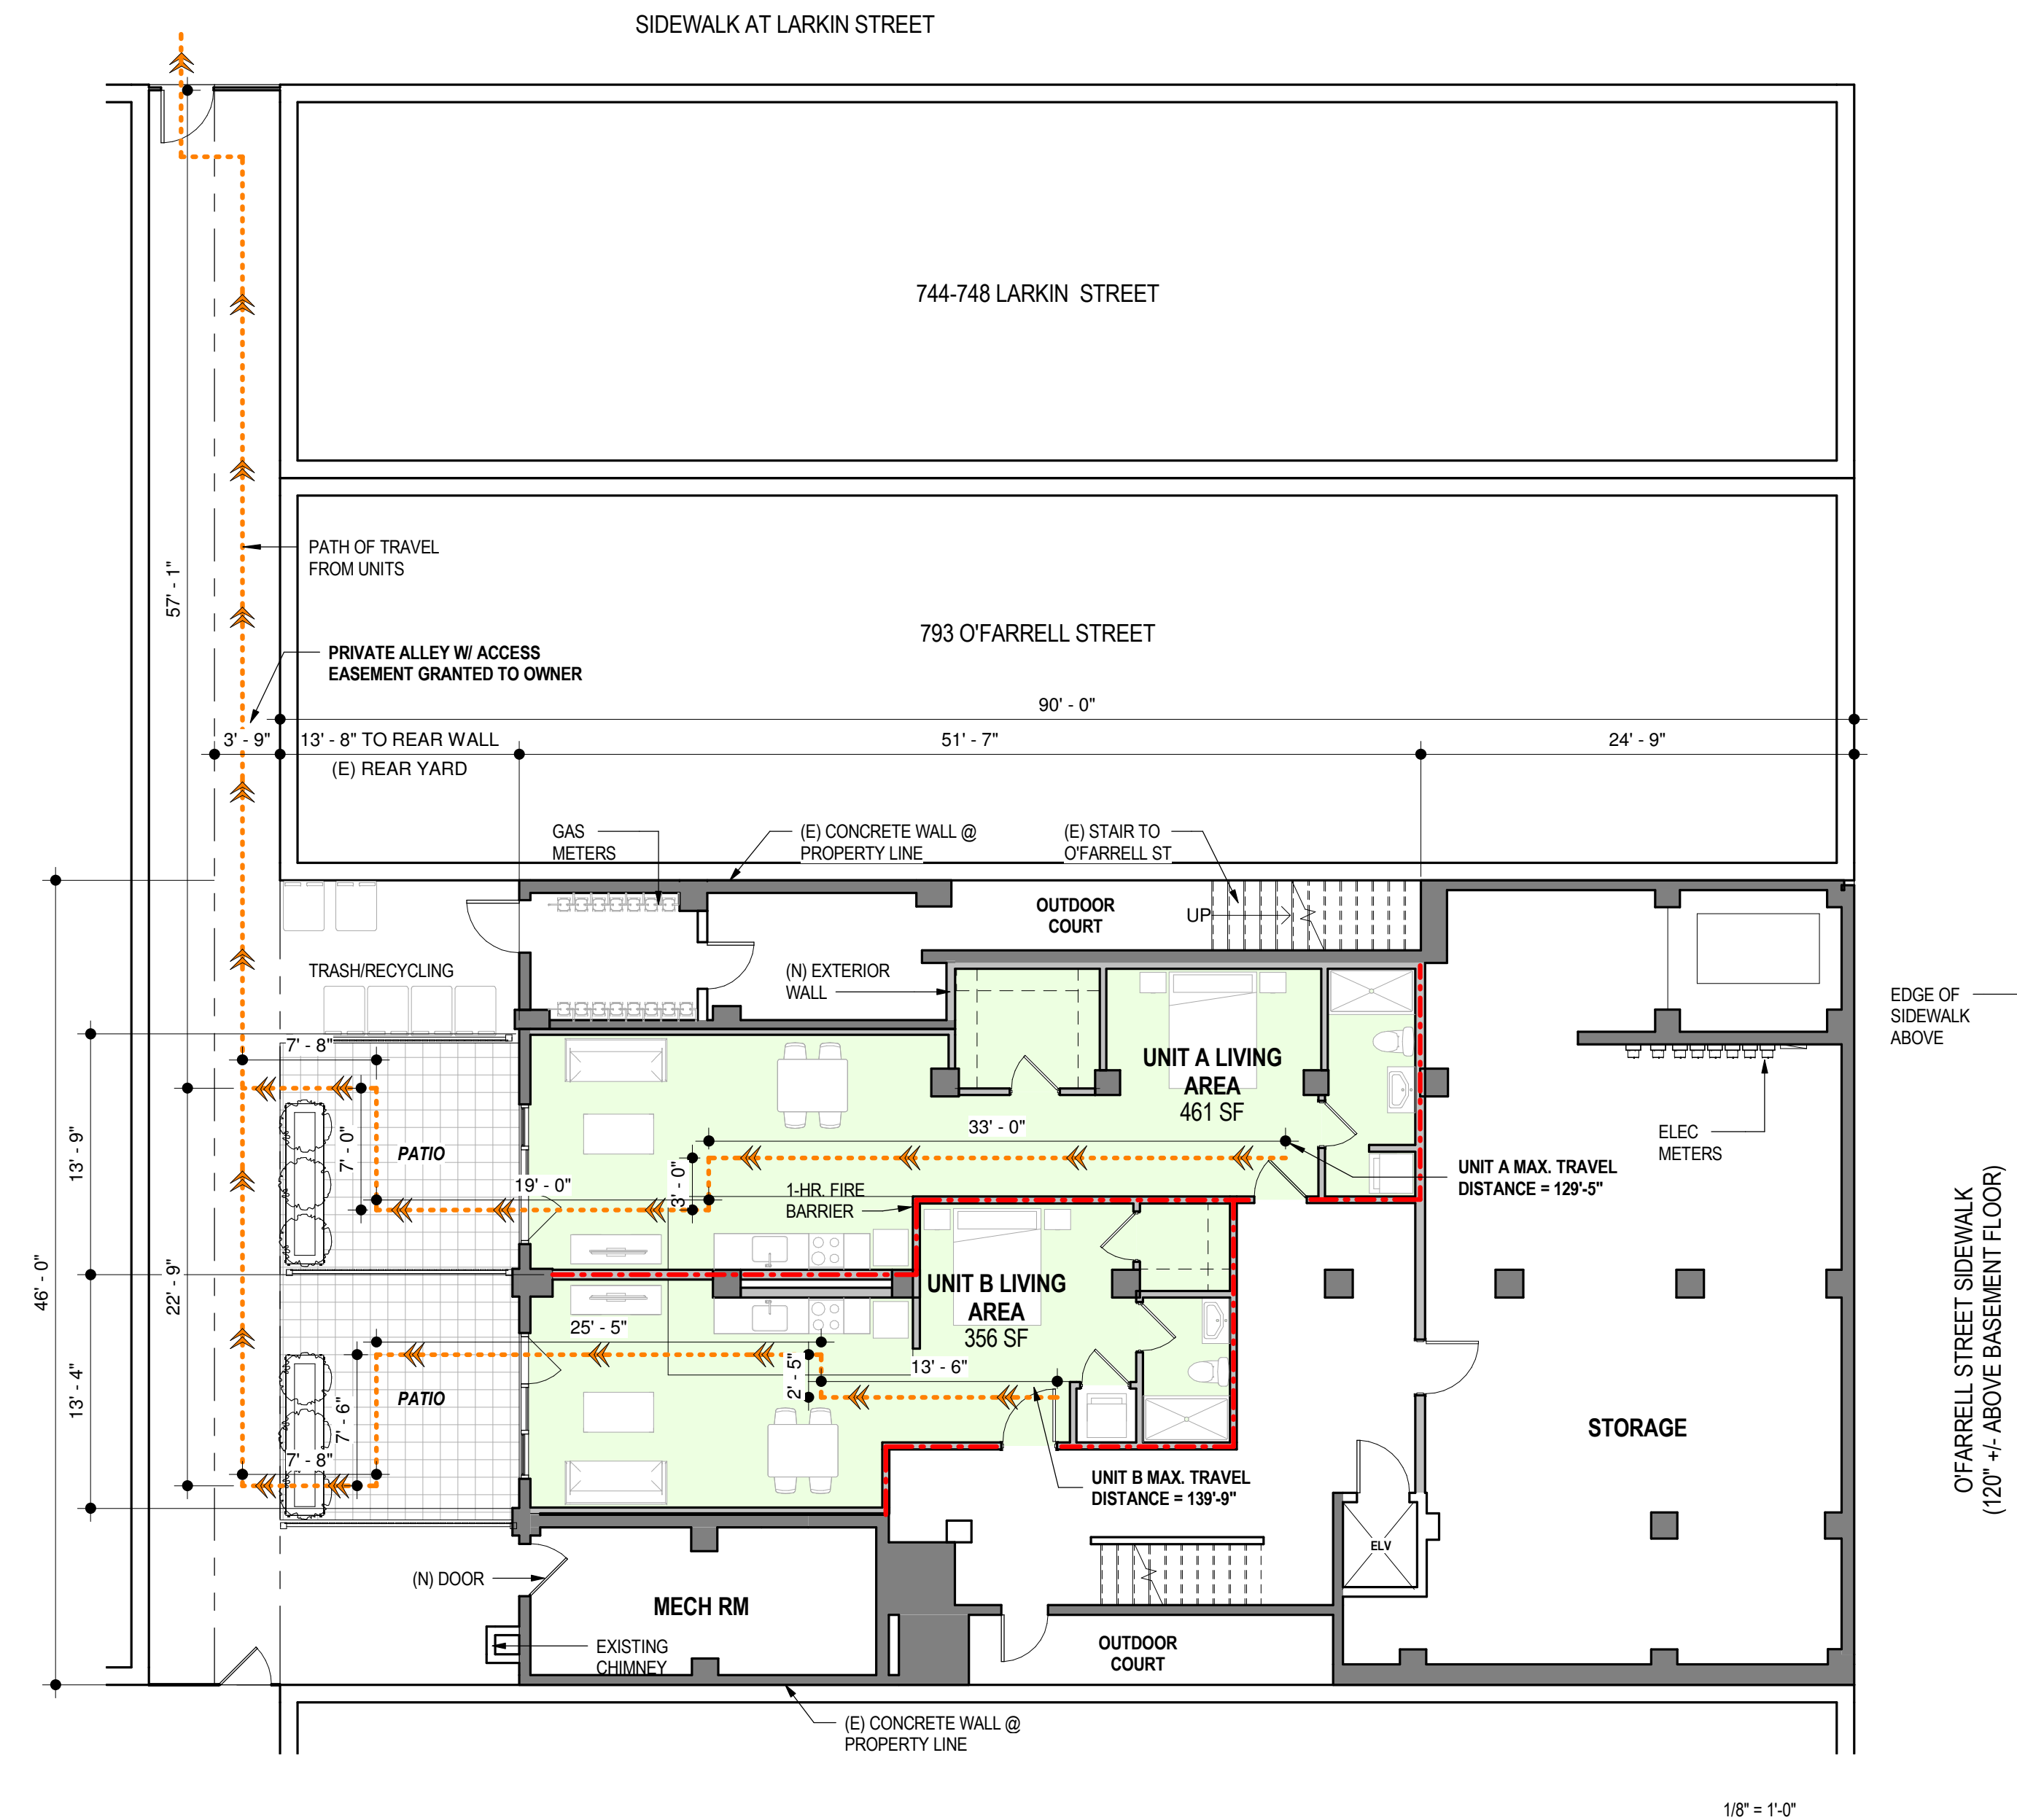 SIDEWALK AT LARKIN STREET
744-748 LARKIN  STREET
57' - 1"
PATH OF TRAVEL
FROM UNITS
793 O'FARRELL STREET
PRIVATE ALLEY W/ ACCESS
EASEMENT GRANTED TO OWNER
90' - 0"
3' - 9"
13' - 8" TO REAR WALL
(E) REAR YARD
51' - 7"
24' - 9"
GAS
METERS
(E) CONCRETE WALL @
PROPERTY LINE
(E) STAIR TO
O'FARRELL ST
OUTDOOR
COURT
UP
TRASH/RECYCLING
(N) EXTERIOR
WALL
EDGE OF
SIDEWALK
ABOVE
7' - 8"
UNIT A LIVING
AREA
461 SF
33' - 0"
ELEC
METERS
13' - 9"
7' - 0"
PATIO
3' - 0"
19' - 0"
1-HR. FIRE
BARRIER
UNIT A MAX. TRAVEL
DISTANCE = 129'-5"
O'FARRELL STREET SIDEWALK
(120" +/- ABOVE BASEMENT FLOOR)
46' - 0"
22' - 9"
UNIT B LIVING
AREA
356 SF
25' - 5"
13' - 6"
2' - 5"
13' - 4"
PATIO
7' - 6"
7' - 8"
STORAGE
UNIT B MAX. TRAVEL
DISTANCE = 139'-9"
ELV
(N) DOOR
MECH RM
EXISTING
CHIMNEY
OUTDOOR
COURT
(E) CONCRETE WALL @
PROPERTY LINE
1/8" = 1'-0"